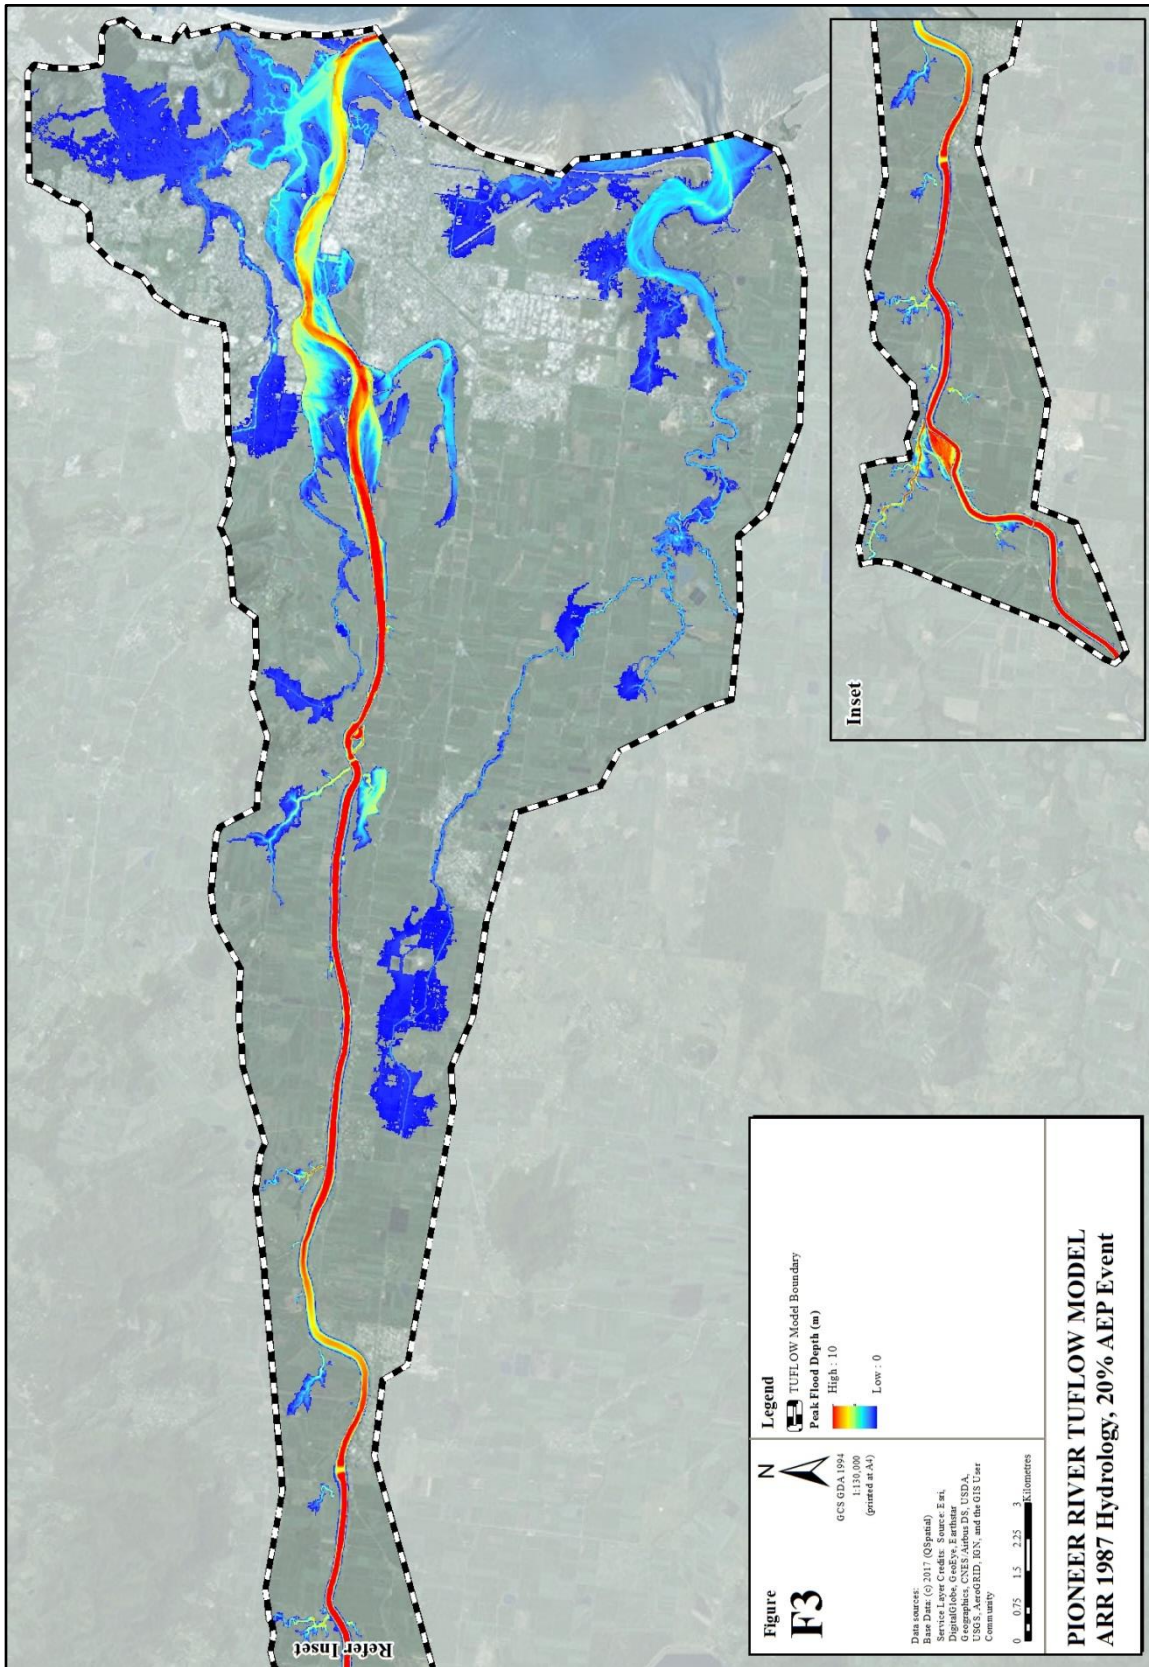 Inset
Refer Inset
Figure
F3
N
GCS GDA 1994
1:130,000
(printed at A4)
Data sources:
Base Data: (c) 2017 (QSpatial)
Service Layer Credits: Source: Esri,
DigitalGlobe, GeoEye, Earthstar
Geographics, CNES/Airbus DS, USDA,
USGS, AeroGRID, IGN, and the GIS User
Community
0 0.75 1.5 2.25 3
Kilometres
Legend
TUFLOW Model Boundary
Peak Flood Depth (m)
High : 10
Low : 0
PIONEER RIVER TUFLOW MODEL
ARR 1987 Hydrology, 20% AEP Event